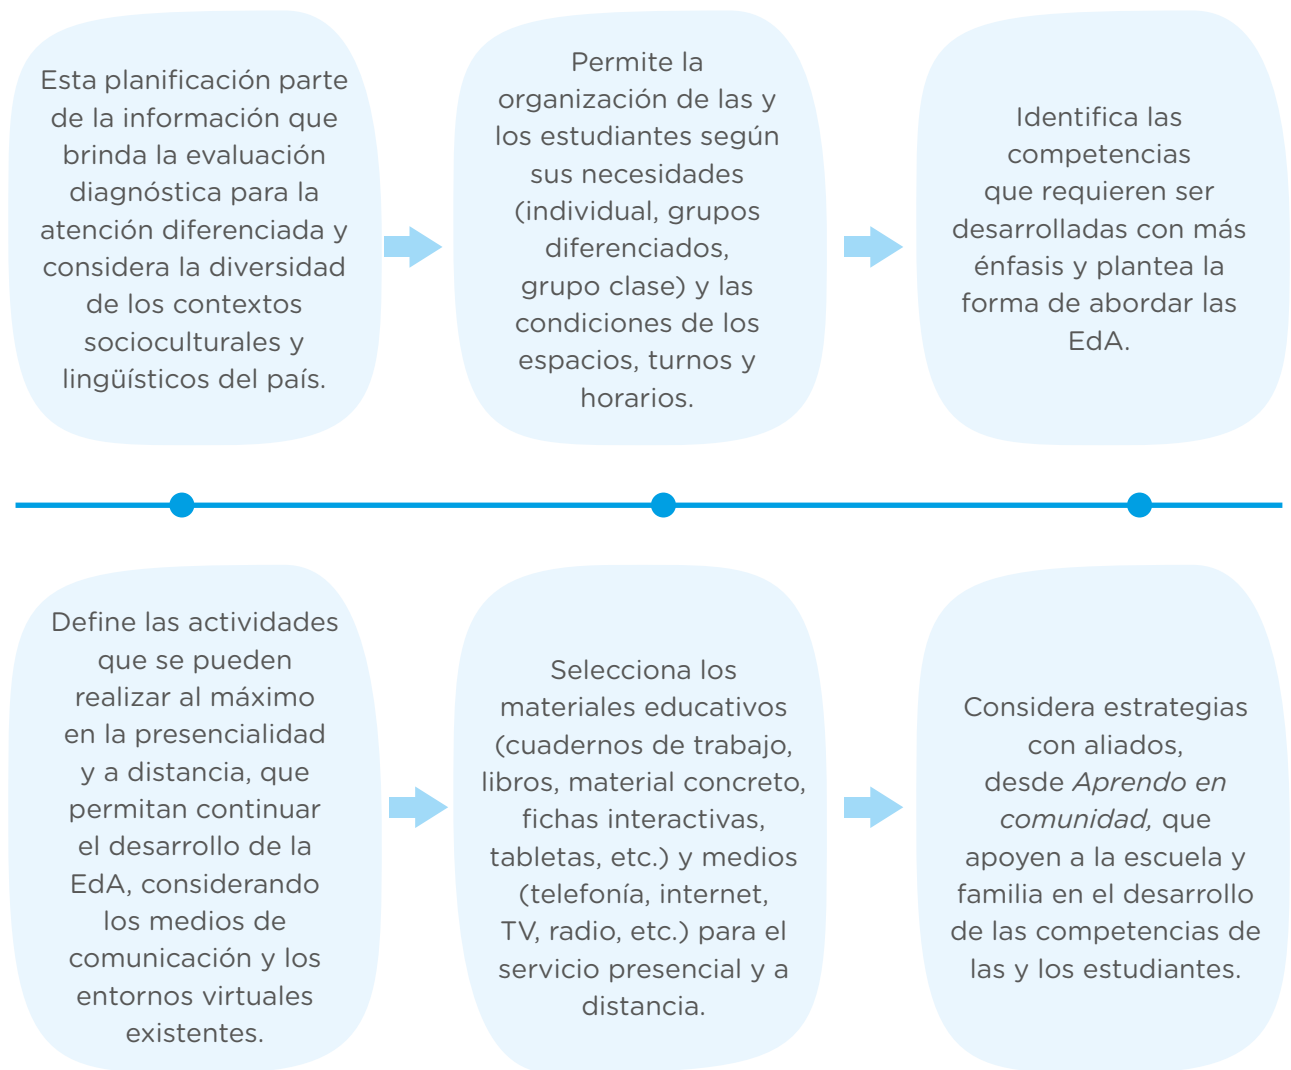 Esta planificación parte
de la información que
brinda la evaluación
diagnóstica para la
atención diferenciada y
considera la diversidad
de los contextos
socioculturales y
lingüísticos del país.
Permite la
organización de las y
los estudiantes según
sus necesidades
(individual, grupos
diferenciados,
grupo clase) y las
condiciones de los
espacios, turnos y
horarios.
Identifica las
competencias
que requieren ser
desarrolladas con más
énfasis y plantea la
forma de abordar las
EdA.
Define las actividades
que se pueden
realizar al máximo
en la presencialidad
y a distancia, que
permitan continuar
el desarrollo de la
EdA, considerando
los medios de
comunicación y los
entornos virtuales
existentes.
Selecciona los
materiales educativos
(cuadernos de trabajo,
libros, material concreto,
fichas interactivas,
tabletas, etc.) y medios
(telefonía, internet,
TV, radio, etc.) para el
servicio presencial y a
distancia.
Considera estrategias
con aliados,
desde Aprendo en
comunidad, que
apoyen a la escuela y
familia en el desarrollo
de las competencias de
las y los estudiantes.